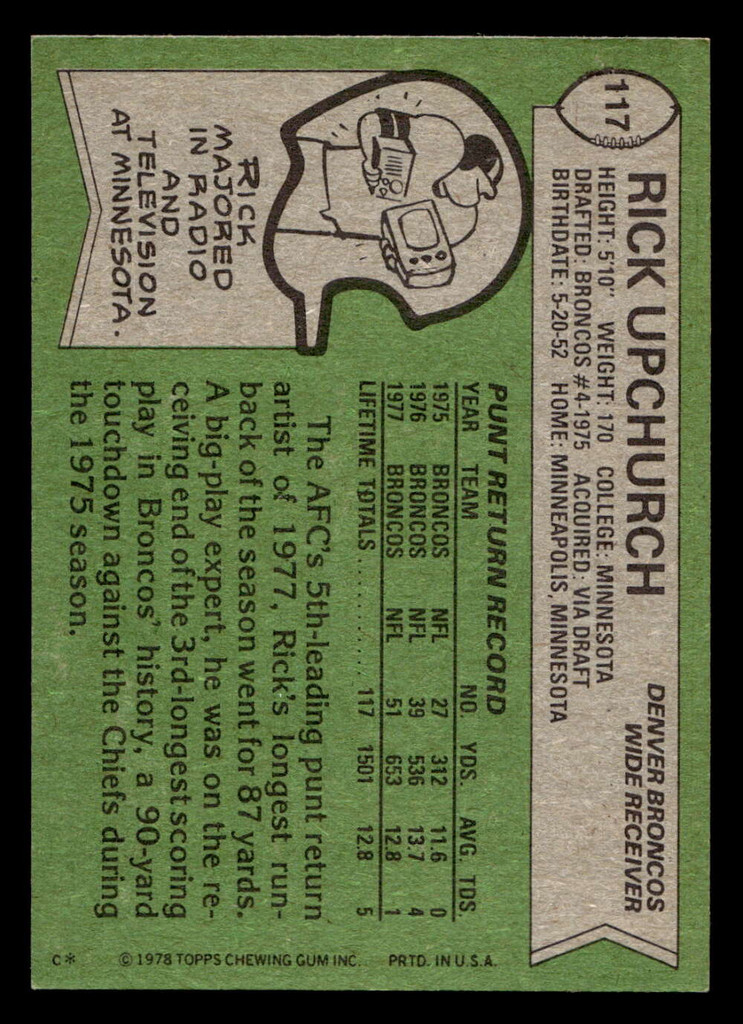 117
RICK UPCHURCH
DENVER BRONCOS
WIDE RECEIVER
HEIGHT: 5'10" WEIGHT: 170 COLLEGE: MINNESOTA
DRAFTED: BRONCOS #4-1975 ACQUIRED: VIA DRAFT
BIRTHDATE: 5-20-52 HOME: MINNEAPOLIS, MINNESOTA
RICK
MAJORED
IN RADIO
AND
TELEVISION
AT MINNESOTA.
PUNT RETURN RECORD
YEAR TEAM NO. YDS. AVG. TDS.
1975 BRONCOS NFL 27 312 11.6 0
1976 BRONCOS NFL 39 536 13.7 4
1977 BRONCOS NFL 51 653 12.8 1
LIFETIME TOTALS ............ 117 1501 12.8 5
The AFC's 5th-leading punt return
artist of 1977, Rick's longest run-
back of the season went for 87 yards.
A big-play expert, he was on the re-
ceiving end of the 3rd-longest scoring
play in Broncos' history, a 90-yard
touchdown against the Chiefs during
the 1975 season.
C* © 1978 TOPPS CHEWING GUM INC. PRTD. IN U.S.A.